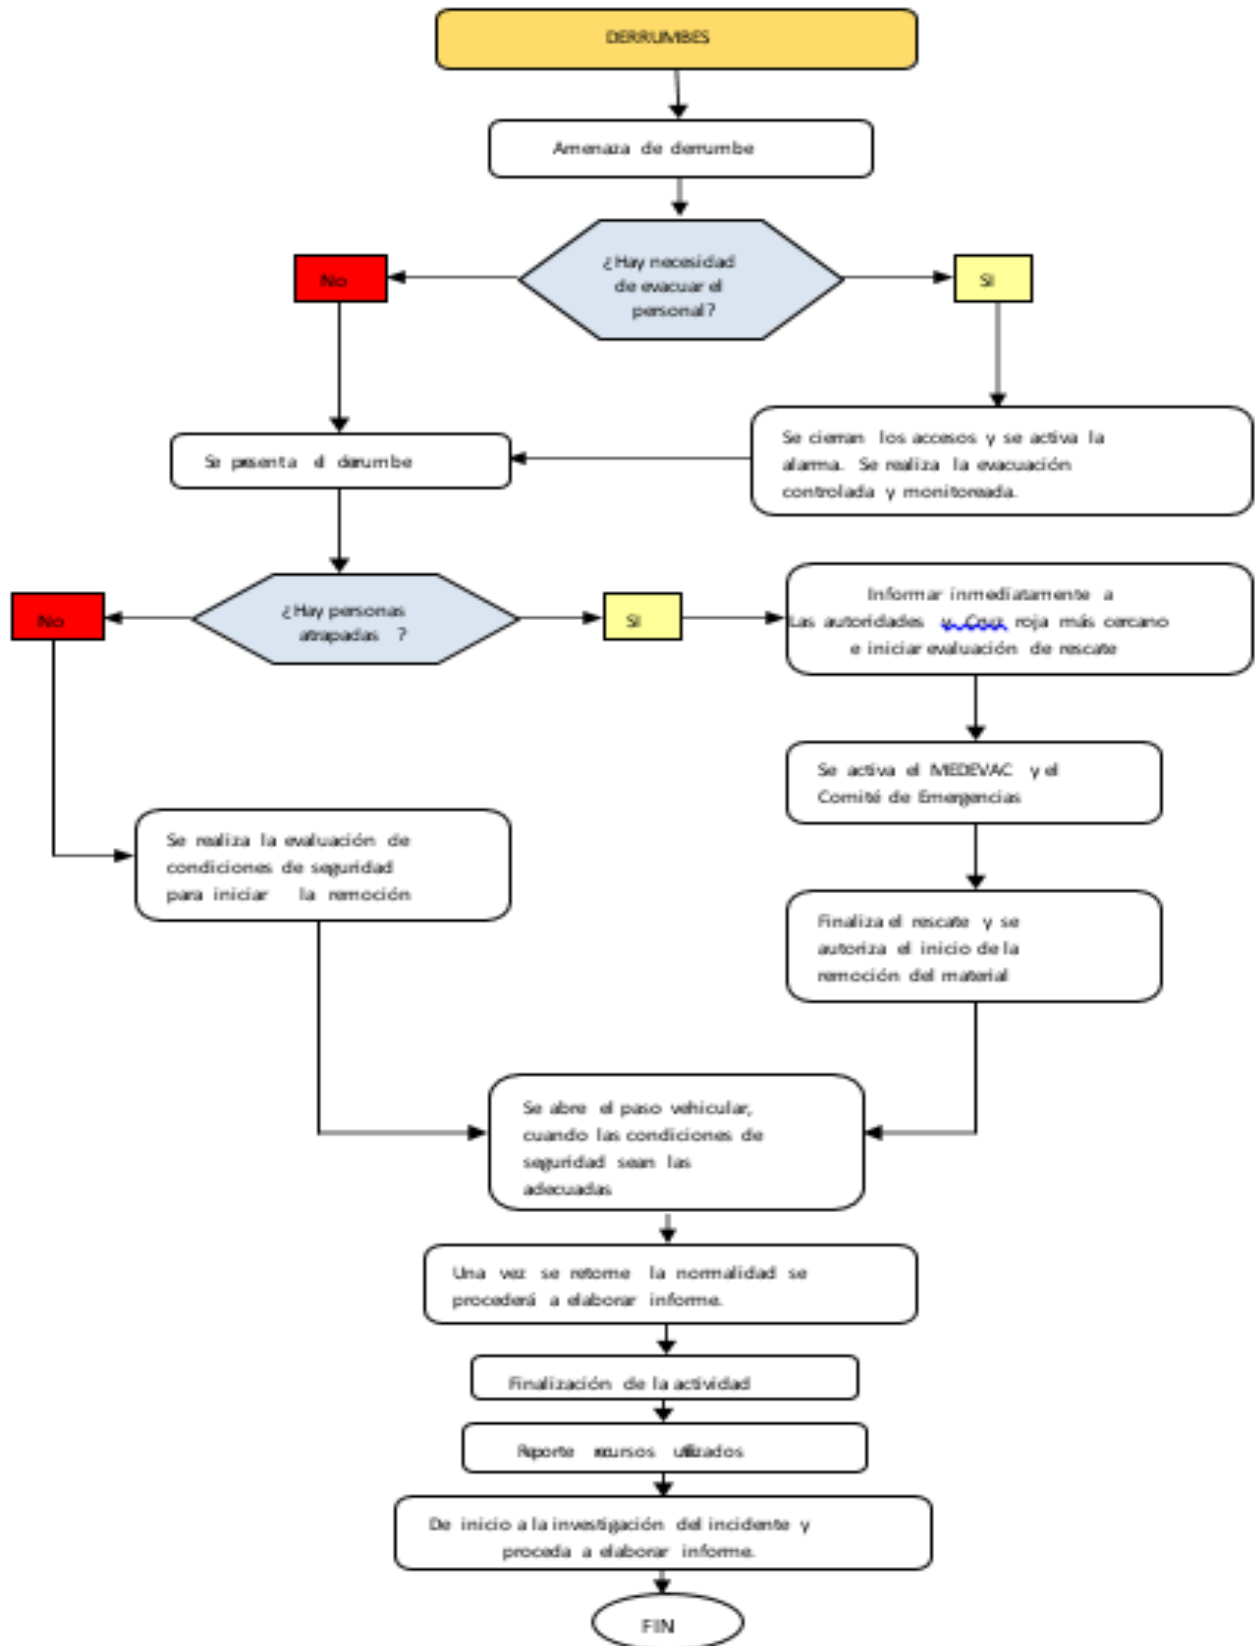 DERRUMBES
Amenaza de derrumbe
¿Hay necesidad
de evacuar el
personal?
No
SI
Se cierran los accesos y se activa la
alarma. Se realiza la evacuación
controlada y monitoreada.
Se presenta el derrumbe
¿Hay personas
atrapadas ?
No
SI
Informar inmediatamente a
Las autoridades y Cruz roja más cercano
e iniciar evaluación de rescate
Se activa el MEDEVAC y el
Comité de Emergencias
Se realiza la evaluación de
condiciones de seguridad
para iniciar la remoción
Finaliza el rescate y se
autoriza el inicio de la
remoción del material
Se abre el paso vehicular,
cuando las condiciones de
seguridad sean las
adecuadas
Una vez se retome la normalidad se
procederá a elaborar informe.
Finalización de la actividad
Reporte recursos utilizados
De inicio a la investigación del incidente y
proceda a elaborar informe.
FIN